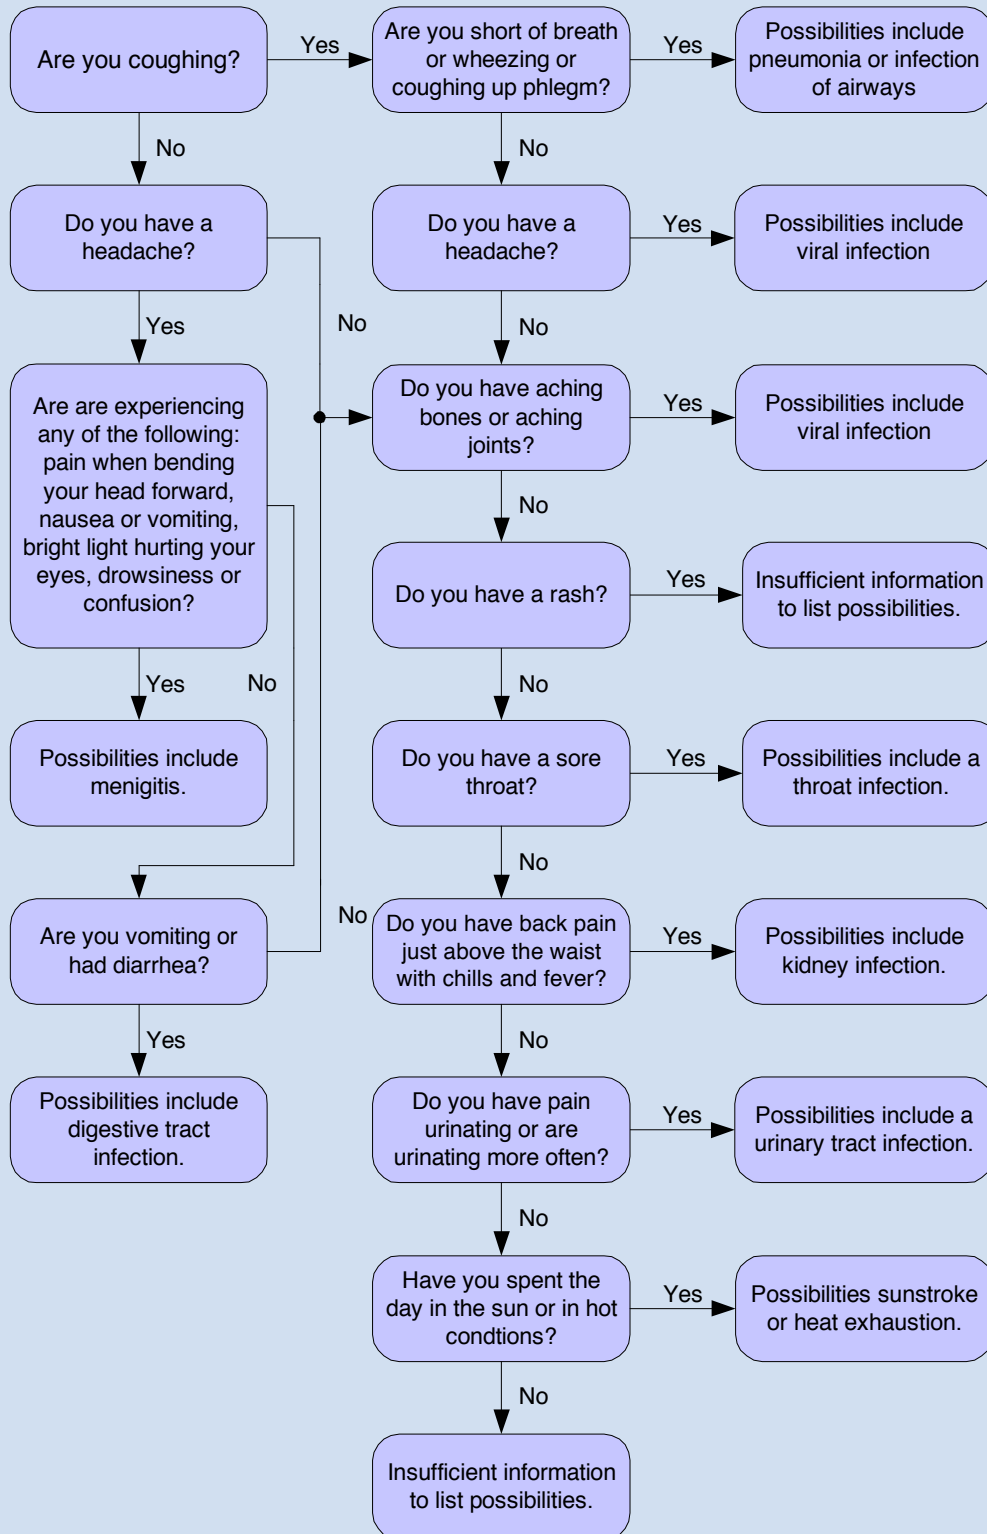 Are you coughing?
Yes
Are you short of breath
or wheezing or
coughing up phlegm?
Yes
Possibilities include
pneumonia or infection
of airways
No
No
Do you have a
headache?
Do you have a
headache?
Yes
Possibilities include
viral infection
Yes
No
No
Are are experiencing
any of the following:
pain when bending
your head forward,
nausea or vomiting,
bright light hurting your
eyes, drowsiness or
confusion?
Do you have aching
bones or aching
joints?
Yes
Possibilities include
viral infection
No
Do you have a rash?
Yes
Insufficient information
to list possibilities.
Yes
No
No
Possibilities include
menigitis.
Do you have a sore
throat?
Yes
Possibilities include a
throat infection.
No
Are you vomiting or
had diarrhea?
No
Do you have back pain
just above the waist
with chills and fever?
Yes
Possibilities include
kidney infection.
Yes
No
Possibilities include
digestive tract
infection.
Do you have pain
urinating or are
urinating more often?
Yes
Possibilities include a
urinary tract infection.
No
Have you spent the
day in the sun or in hot
condtions?
Yes
Possibilities sunstroke
or heat exhaustion.
No
Insufficient information
to list possibilities.